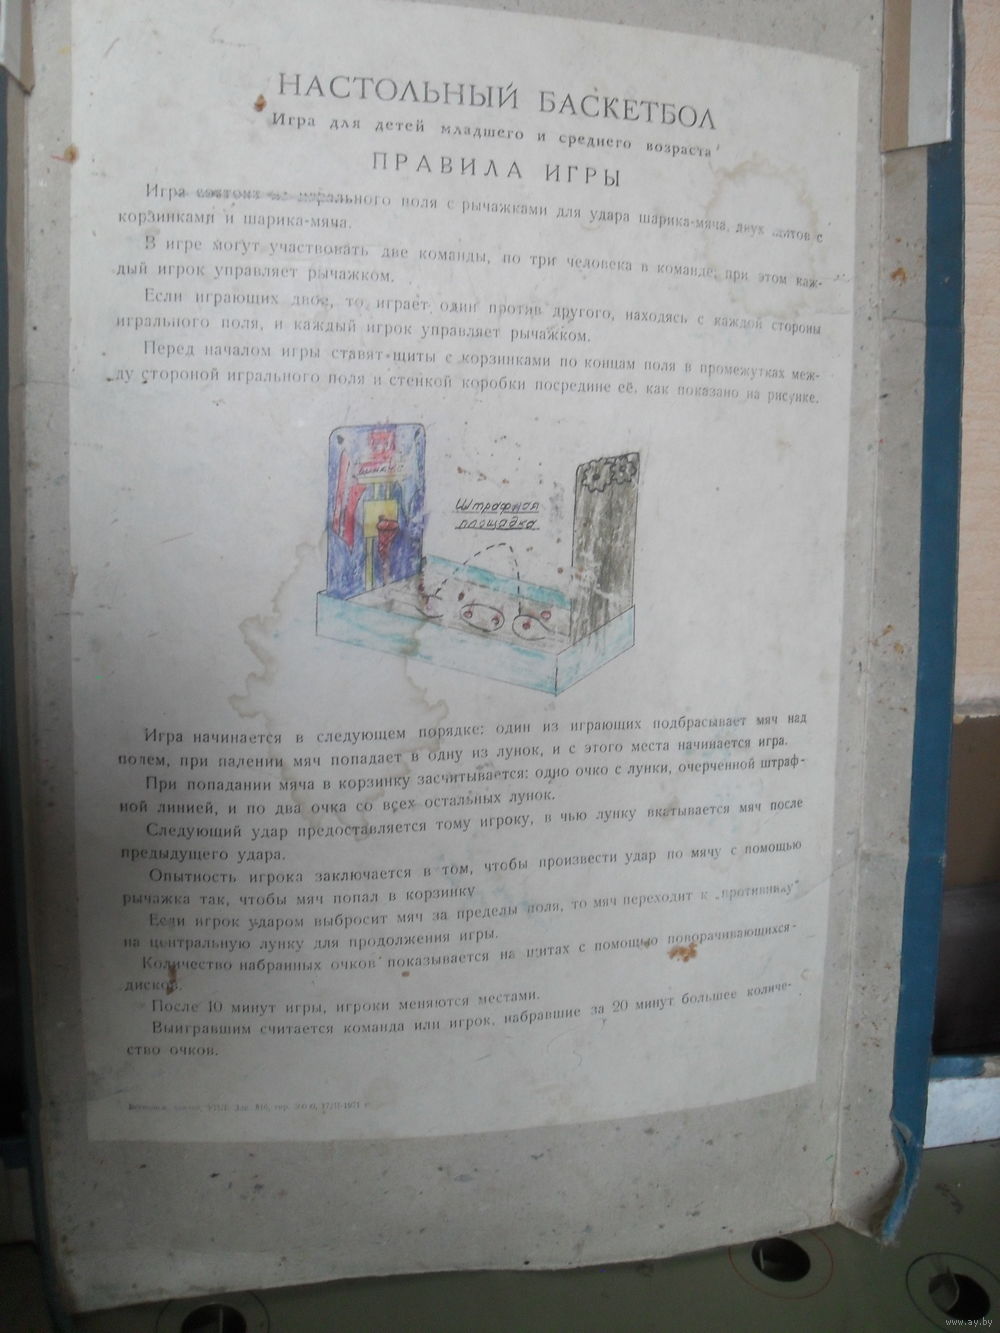 НАСТОЛЬНЫЙ БАСКЕТБОЛ
Игра для детей младшего и среднего возраста
ПРАВИЛА ИГРЫ
Игра состоит из игрального поля с рычажками для удара шарика-мяча, двух щитов с
корзинками и шарика-мяча.
В игре могут участвовать две команды, по три человека в команде, при этом каж-
дый игрок управляет рычажком.
Если играющих двое, то играет один против другого, находясь с каждой стороны
игрального поля, и каждый игрок управляет рычажком.
Перед началом игры ставят щиты с корзинками по концам поля в промежутках меж-
ду стороной игрального поля и стенкой коробки посредине её, как показано на рисунке.
Штрафная
площадка
Игра начинается в следующем порядке: один из играющих подбрасывает мяч над
полем, при падении мяч попадает в одну из лунок, и с этого места начинается игра.
При попадании мяча в корзинку засчитывается: одно очко с лунки, очерченной штраф-
ной линией, и по два очка со всех остальных лунок.
Следующий удар предоставляется тому игроку, в чью лунку вкатывается мяч после
предыдущего удара.
Опытность игрока заключается в том, чтобы произвести удар по мячу с помощью
рычажка так, чтобы мяч попал в корзинку
Если игрок ударом выбросит мяч за пределы поля, то мяч переходит к „противнику"
на центральную лунку для продолжения игры.
Количество набранных очков показывается на щитах с помощью поворачивающихся
дисков.
После 10 минут игры, игроки меняются местами.
Выигравшим считается команда или игрок, набравшие за 20 минут большее количе-
ство очков.
www.ay.by